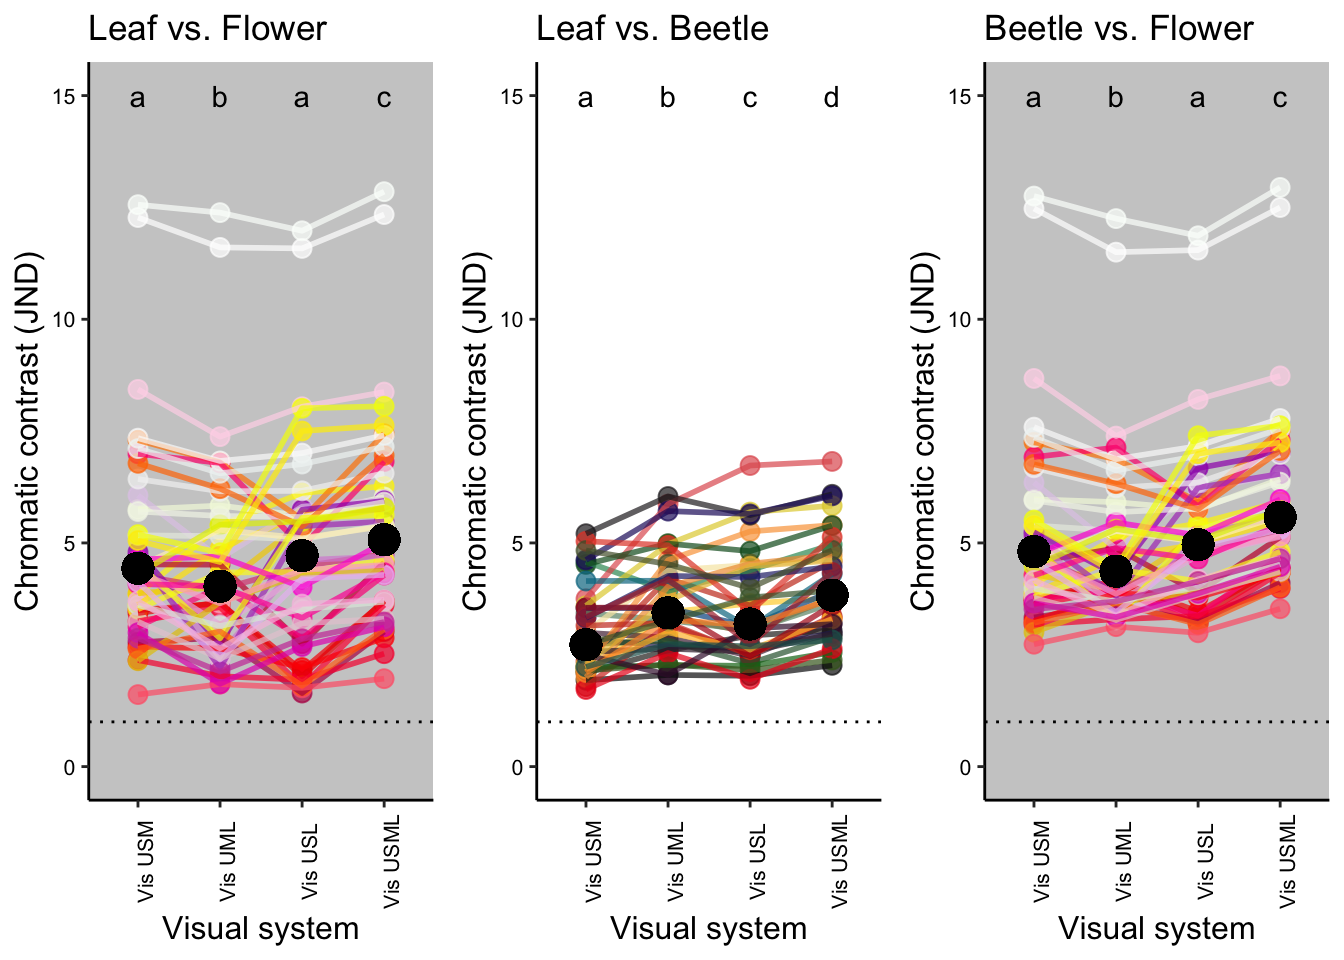 Leaf vs. Flower
Chromatic contrast (JND)
15
10
5
0
a b a c
Vis USM
Vis UML
Vis USL
Vis USML
Visual system
Leaf vs. Beetle
Chromatic contrast (JND)
15
10
5
0
a b c d
Vis USM
Vis UML
Vis USL
Vis USML
Visual system
Beetle vs. Flower
Chromatic contrast (JND)
15
10
5
0
a b a c
Vis USM
Vis UML
Vis USL
Vis USML
Visual system